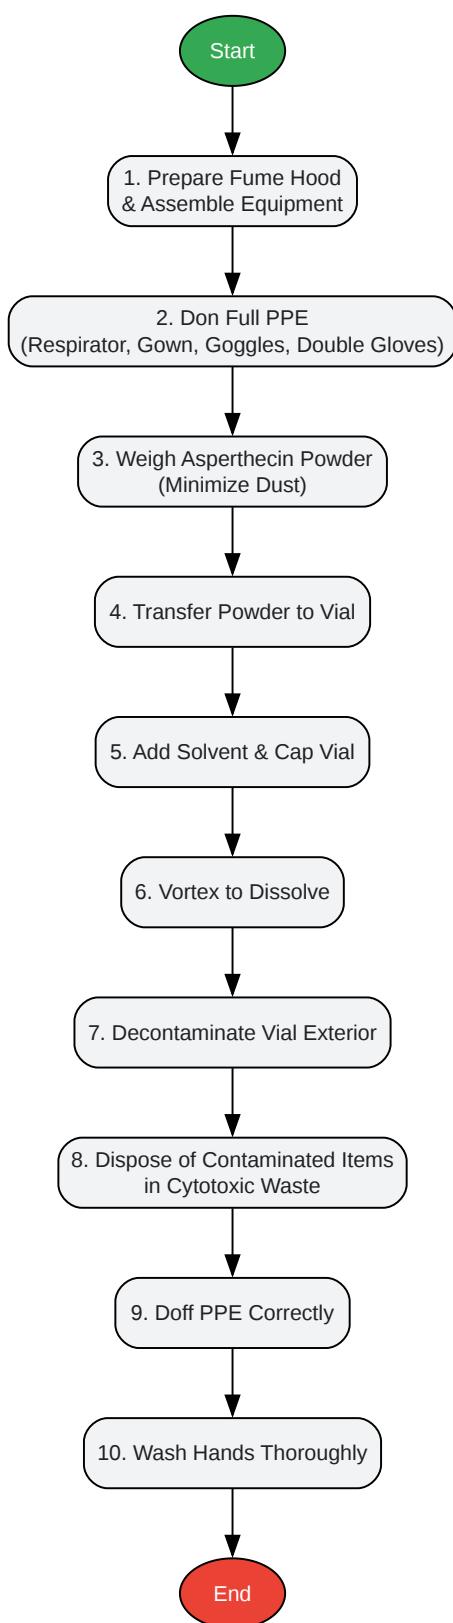 Start
1. Prepare Fume Hood
& Assemble Equipment
2. Don Full PPE
(Respirator, Gown, Goggles, Double Gloves)
3. Weigh Asperthecin Powder
(Minimize Dust)
4. Transfer Powder to Vial
5. Add Solvent & Cap Vial
6. Vortex to Dissolve
7. Decontaminate Vial Exterior
8. Dispose of Contaminated Items
in Cytotoxic Waste
9. Doff PPE Correctly
10. Wash Hands Thoroughly
End